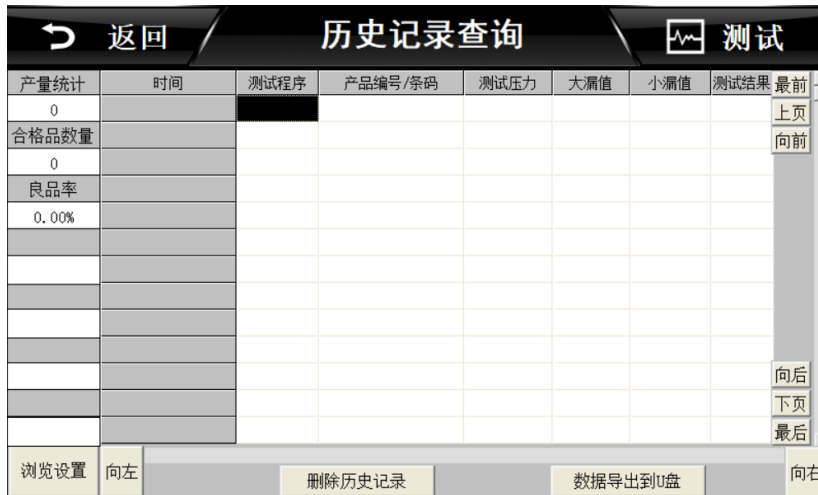 返回 历史记录查询 测试
产量统计 时间 测试程序 产品编号/条码 测试压力 大漏值 小漏值 测试结果 最前
0 上页
合格品数量 向前
0
良品率
0.00%
向后
下页
最后
浏览设置 向左 删除历史记录 数据导出到U盘 向右